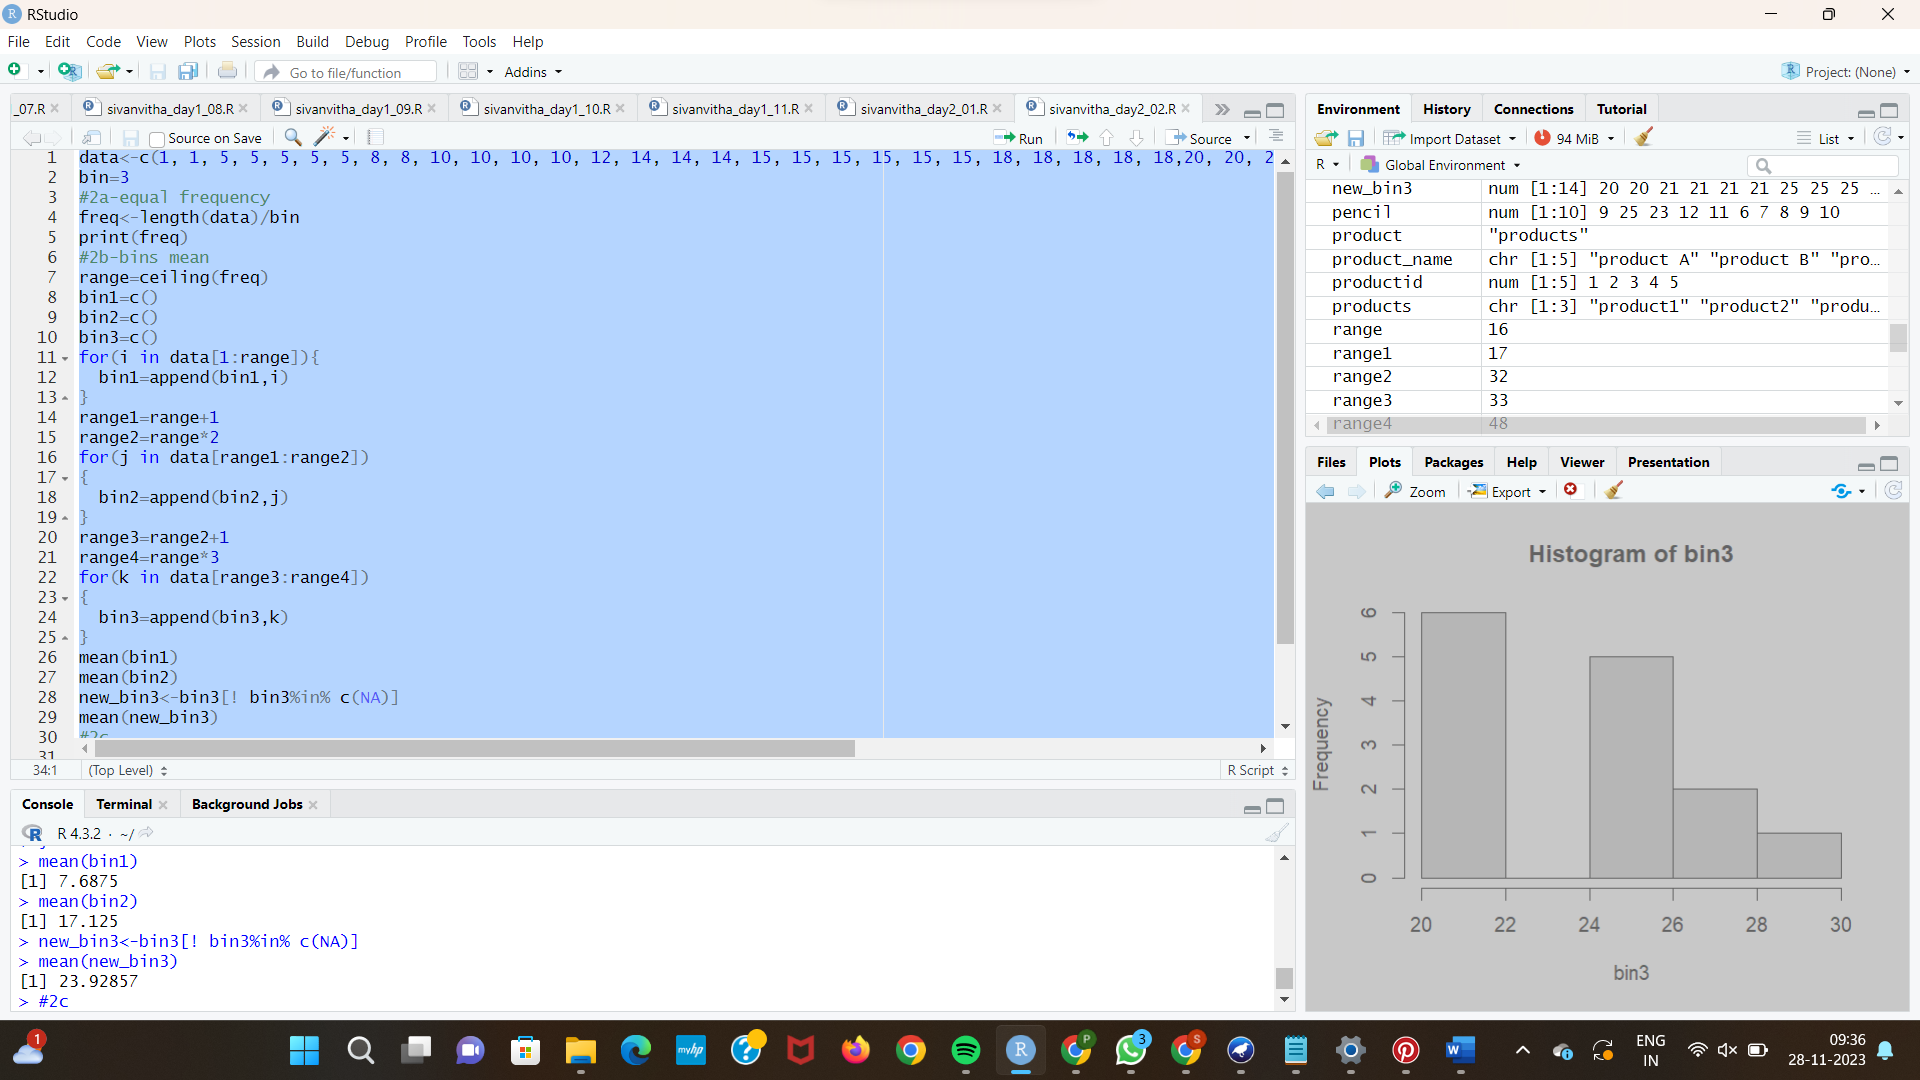 RStudio
File Edit Code View Plots Session Build Debug Profile Tools Help
Go to file/function
Addins
Project: (None)
_07.R
sivanvitha_day1_08.R
sivanvitha_day1_09.R
sivanvitha_day1_10.R
sivanvitha_day1_11.R
sivanvitha_day2_01.R
sivanvitha_day2_02.R
Source on Save
Run
Source
1 data<-c(1, 1, 5, 5, 5, 5, 5, 8, 8, 10, 10, 10, 10, 12, 14, 14, 14, 15, 15, 15, 15, 15, 15, 18, 18, 18, 18, 18,20, 20, 2
2 bin=3
3 #2a-equal frequency
4 freq<-length(data)/bin
5 print(freq)
6 #2b-bins mean
7 range=ceiling(freq)
8 bin1=c()
9 bin2=c()
10 bin3=c()
11 for(i in data[1:range]){
12 bin1=append(bin1,i)
13 }
14 range1=range+1
15 range2=range*2
16 for(j in data[range1:range2])
17 {
18 bin2=append(bin2,j)
19 }
20 range3=range2+1
21 range4=range*3
22 for(k in data[range3:range4])
23 {
24 bin3=append(bin3,k)
25 }
26 mean(bin1)
27 mean(bin2)
28 new_bin3<-bin3[! bin3%in% c(NA)]
29 mean(new_bin3)
30 #2c
31
34:1 (Top Level) R Script
Console Terminal Background Jobs
R 4.3.2 · ~/
> mean(bin1)
[1] 7.6875
> mean(bin2)
[1] 17.125
> new_bin3<-bin3[! bin3%in% c(NA)]
> mean(new_bin3)
[1] 23.92857
> #2c
Environment History Connections Tutorial
Import Dataset 94 MiB List
R Global Environment
new_bin3 num [1:14] 20 20 21 21 21 21 25 25 25 ...
pencil num [1:10] 9 25 23 12 11 6 7 8 9 10
product "products"
product_name chr [1:5] "product A" "product B" "pro...
productid num [1:5] 1 2 3 4 5
products chr [1:3] "product1" "product2" "produ...
range 16
range1 17
range2 32
range3 33
range4 48
Files Plots Packages Help Viewer Presentation
Zoom Export
Histogram of bin3
Frequency
0 1 2 3 4 5 6
20 22 24 26 28 30
bin3
1
myhp
P
3
S
ENG
IN
09:36
28-11-2023